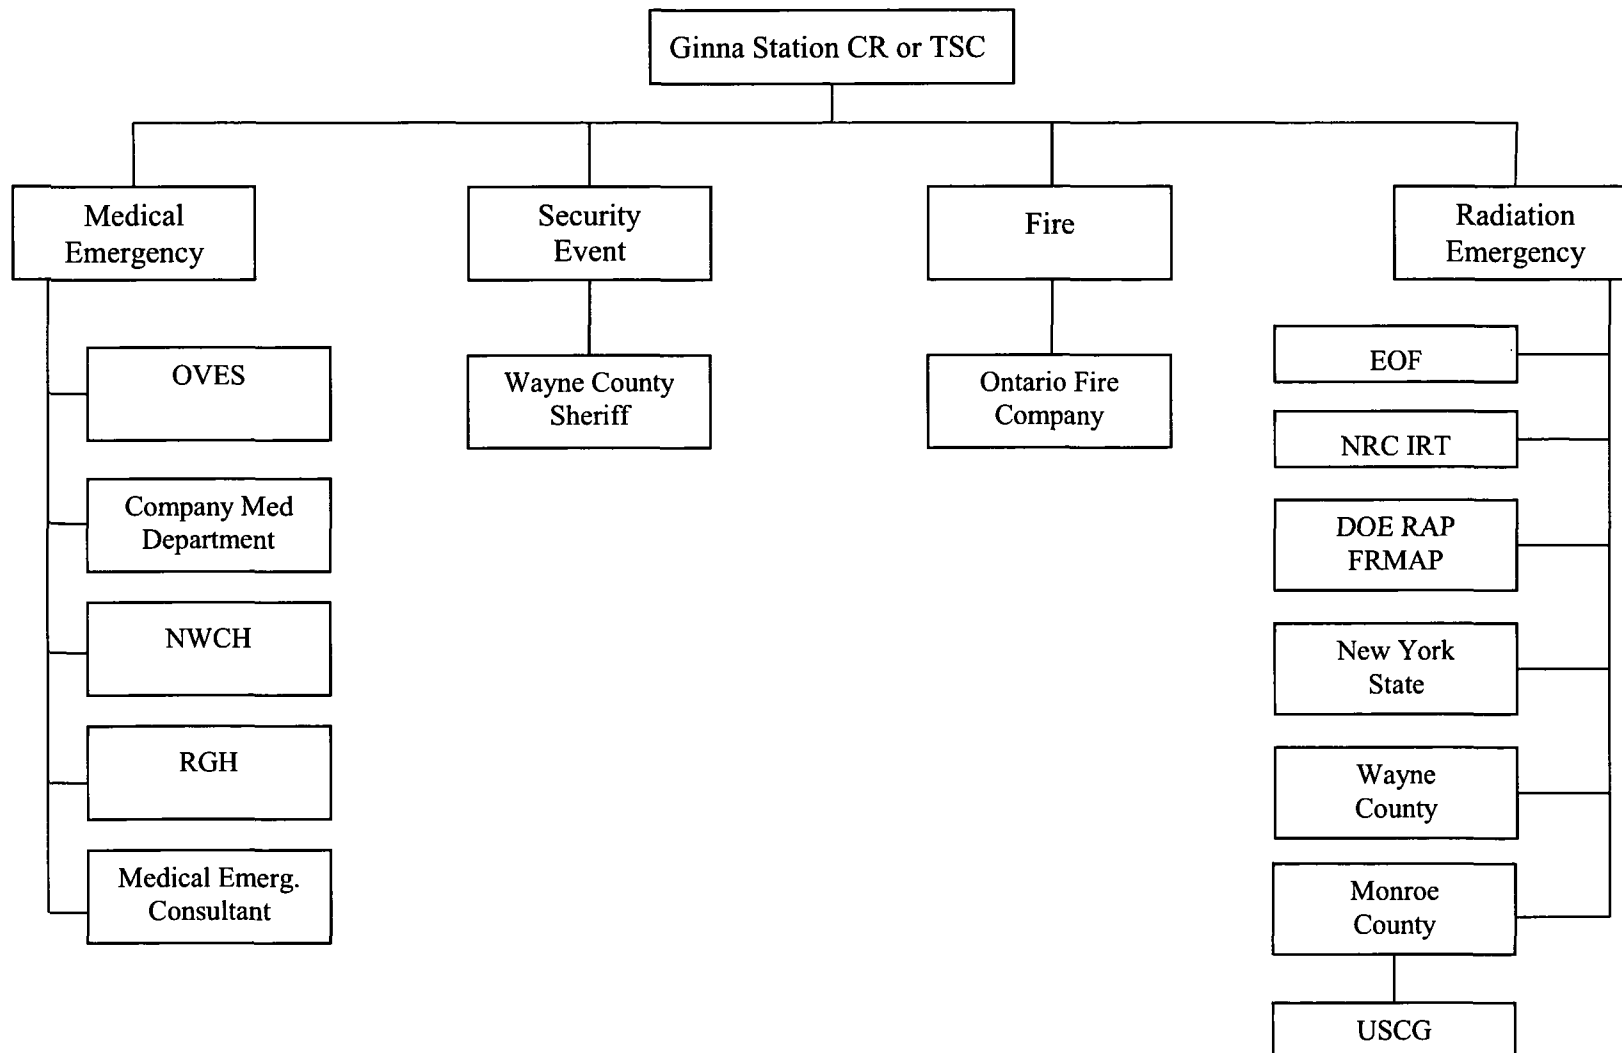 Ginna Station CR or TSC
Medical
Emergency
Security
Event
Fire
Radiation
Emergency
OVES
Company Med
Department
NWCH
RGH
Medical Emerg.
Consultant
Wayne County
Sheriff
Ontario Fire
Company
EOF
NRC IRT
DOE RAP
FRMAP
New York
State
Wayne
County
Monroe
County
USCG